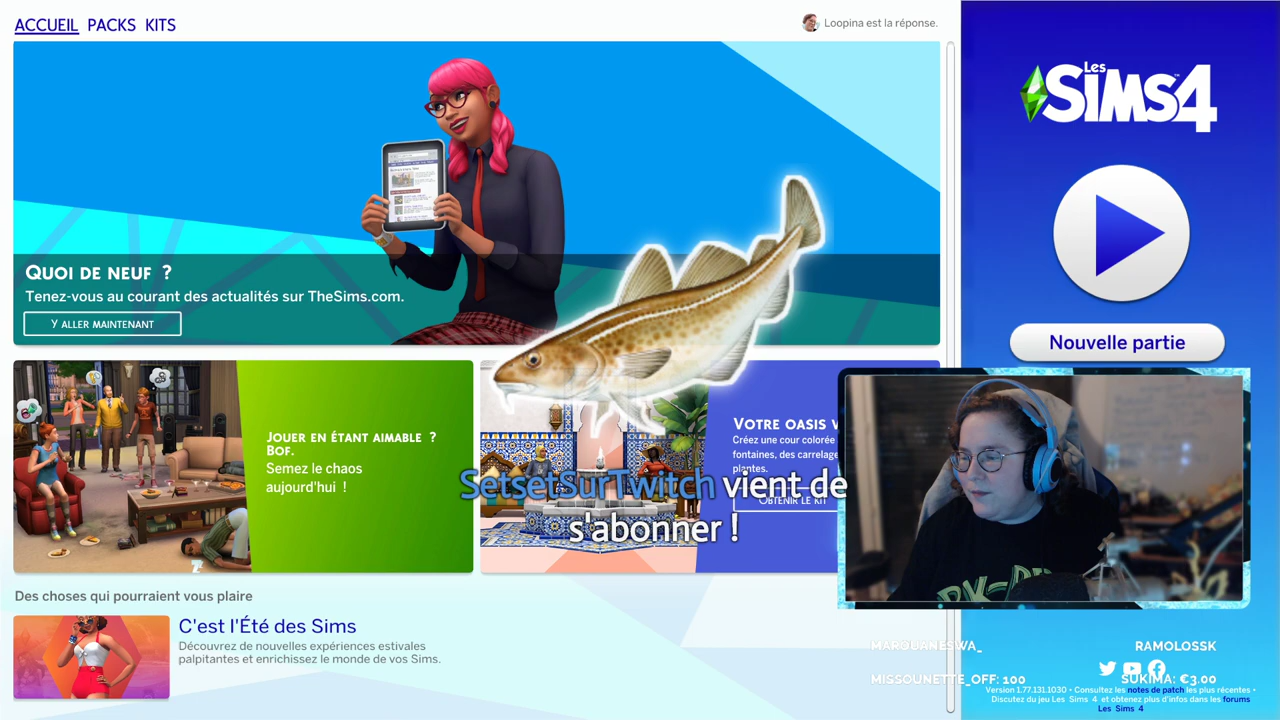 ACCUEIL PACKS KITS
Loopina est la réponse.
Les
SIMS4
QUOI DE NEUF ?
Tenez-vous au courant des actualités sur TheSims.com.
Y ALLER MAINTENANT
Nouvelle partie
JOUER EN ÉTANT AIMABLE ?
BOF.
Semez le chaos
aujourd'hui !
VOTRE OASIS V
Créez une cour colorée
fontaines, des carrelage
plantes.
OBTENIR LE KIT
SetsetSurTwitch vient de
s'abonner !
Des choses qui pourraient vous plaire
C'est l'Été des Sims
Découvrez de nouvelles expériences estivales
palpitantes et enrichissez le monde de vos Sims.
MAROUANESWA_ RAMOLOSSK
MISSOUNETTE_OFF: 100 SUKIMA: €3.00
Version 1.77.131.1030 • Consultez les notes de patch les plus récentes •
Discutez du jeu Les Sims 4 et obtenez plus d'infos dans les forums
Les Sims 4